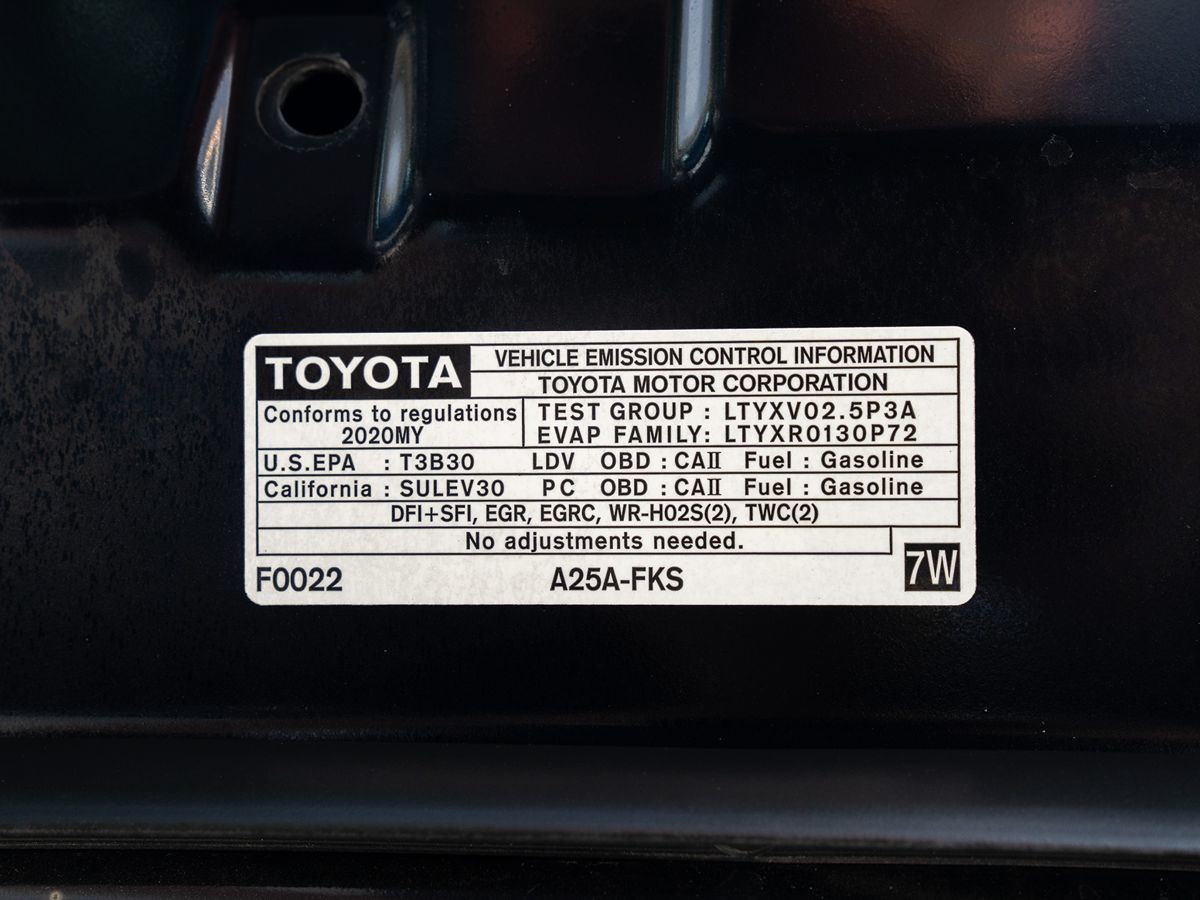 TOYOTA
VEHICLE EMISSION CONTROL INFORMATION
TOYOTA MOTOR CORPORATION
Conforms to regulations
2020MY
TEST GROUP : LTYXV02.5P3A
EVAP FAMILY: LTYXR0130P72
U.S.EPA : T3B30 LDV OBD : CAⅡ Fuel : Gasoline
California : SULEV30 PC OBD : CAⅡ Fuel : Gasoline
DFI+SFI, EGR, EGRC, WR-HO2S(2), TWC(2)
No adjustments needed.
F0022 A25A-FKS 7W